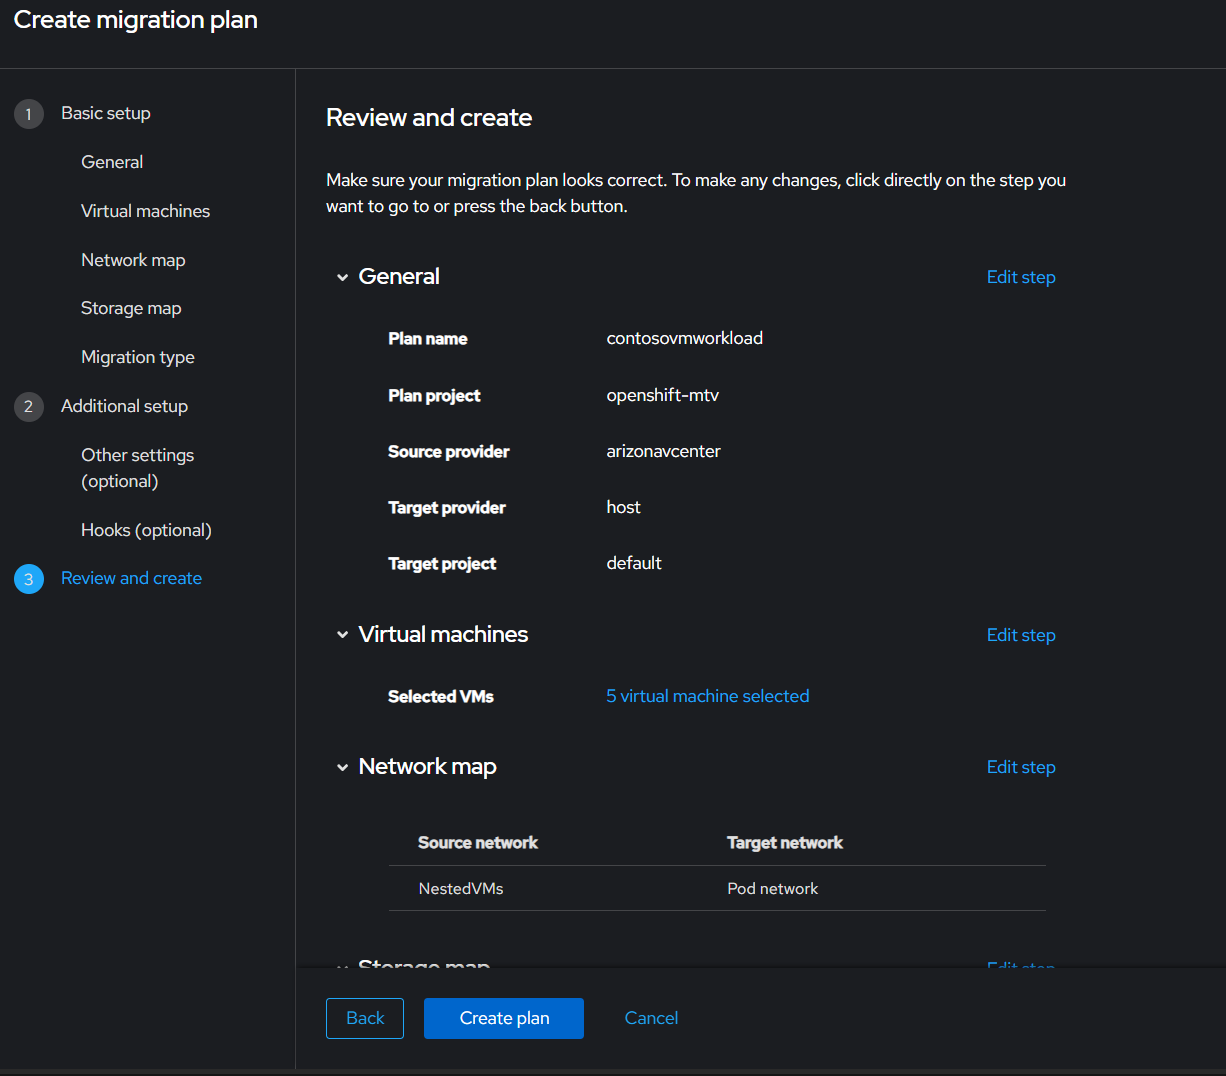 Create migration plan
1 Basic setup
General
Virtual machines
Network map
Storage map
Migration type
2 Additional setup
Other settings
(optional)
Hooks (optional)
3 Review and create
Review and create
Make sure your migration plan looks correct. To make any changes, click directly on the step you
want to go to or press the back button.
General Edit step
Plan name contosovmworkload
Plan project openshift-mtv
Source provider arizonavcenter
Target provider host
Target project default
Virtual machines Edit step
Selected VMs 5 virtual machine selected
Network map Edit step
Source network Target network
NestedVMs Pod network
Storage map Edit step
Back Create plan Cancel